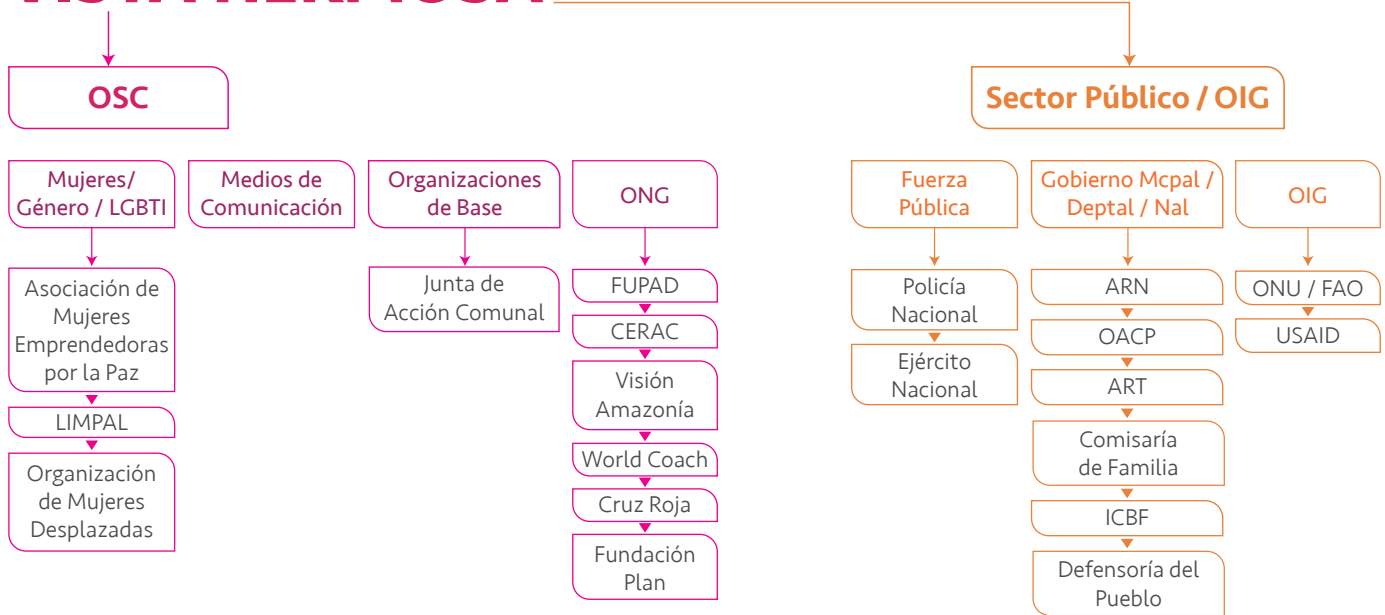 VISTA HERMOSA
OSC
Sector Público / OIG
Mujeres/
Género / LGBTI
Medios de
Comunicación
Organizaciones
de Base
ONG
Fuerza
Pública
Gobierno Mcpal /
Deptal / Nal
OIG
Asociación de
Mujeres
Emprendedoras
por la Paz
LIMPAL
Organización
de Mujeres
Desplazadas
Junta de
Acción Comunal
FUPAD
CERAC
Visión
Amazonía
World Coach
Cruz Roja
Fundación
Plan
Policía
Nacional
Ejército
Nacional
ARN
OACP
ART
Comisaría
de Familia
ICBF
Defensoría del
Pueblo
ONU / FAO
USAID